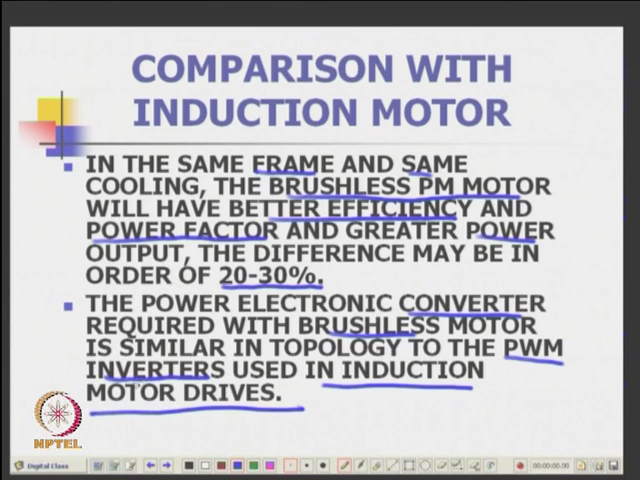 COMPARISON WITH
INDUCTION MOTOR
IN THE SAME FRAME AND SAME
COOLING, THE BRUSHLESS PM MOTOR
WILL HAVE BETTER EFFICIENCY AND
POWER FACTOR AND GREATER POWER
OUTPUT, THE DIFFERENCE MAY BE IN
ORDER OF 20-30%.
THE POWER ELECTRONIC CONVERTER
REQUIRED WITH BRUSHLESS MOTOR
IS SIMILAR IN TOPOLOGY TO THE PWM
INVERTERS USED IN INDUCTION
MOTOR DRIVES.
NPTEL
Digital Class
00:00:00.00